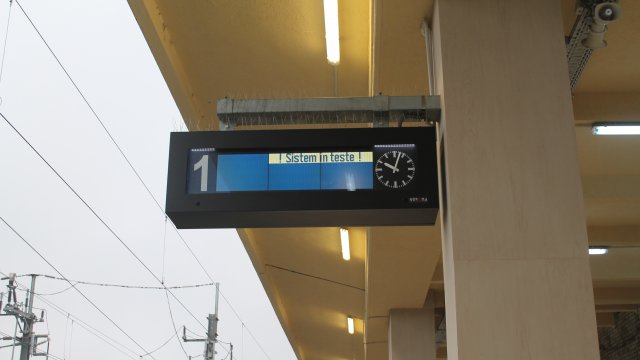 1
! Sistem in teste !